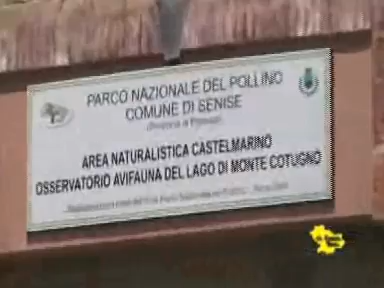 PARCO NAZIONALE DEL POLLINO
COMUNE DI SENISE
AREA NATURALISTICA CASTELMARINO
OSSERVATORIO AVIFAUNA DEL LAGO DI MONTE COTUGNO